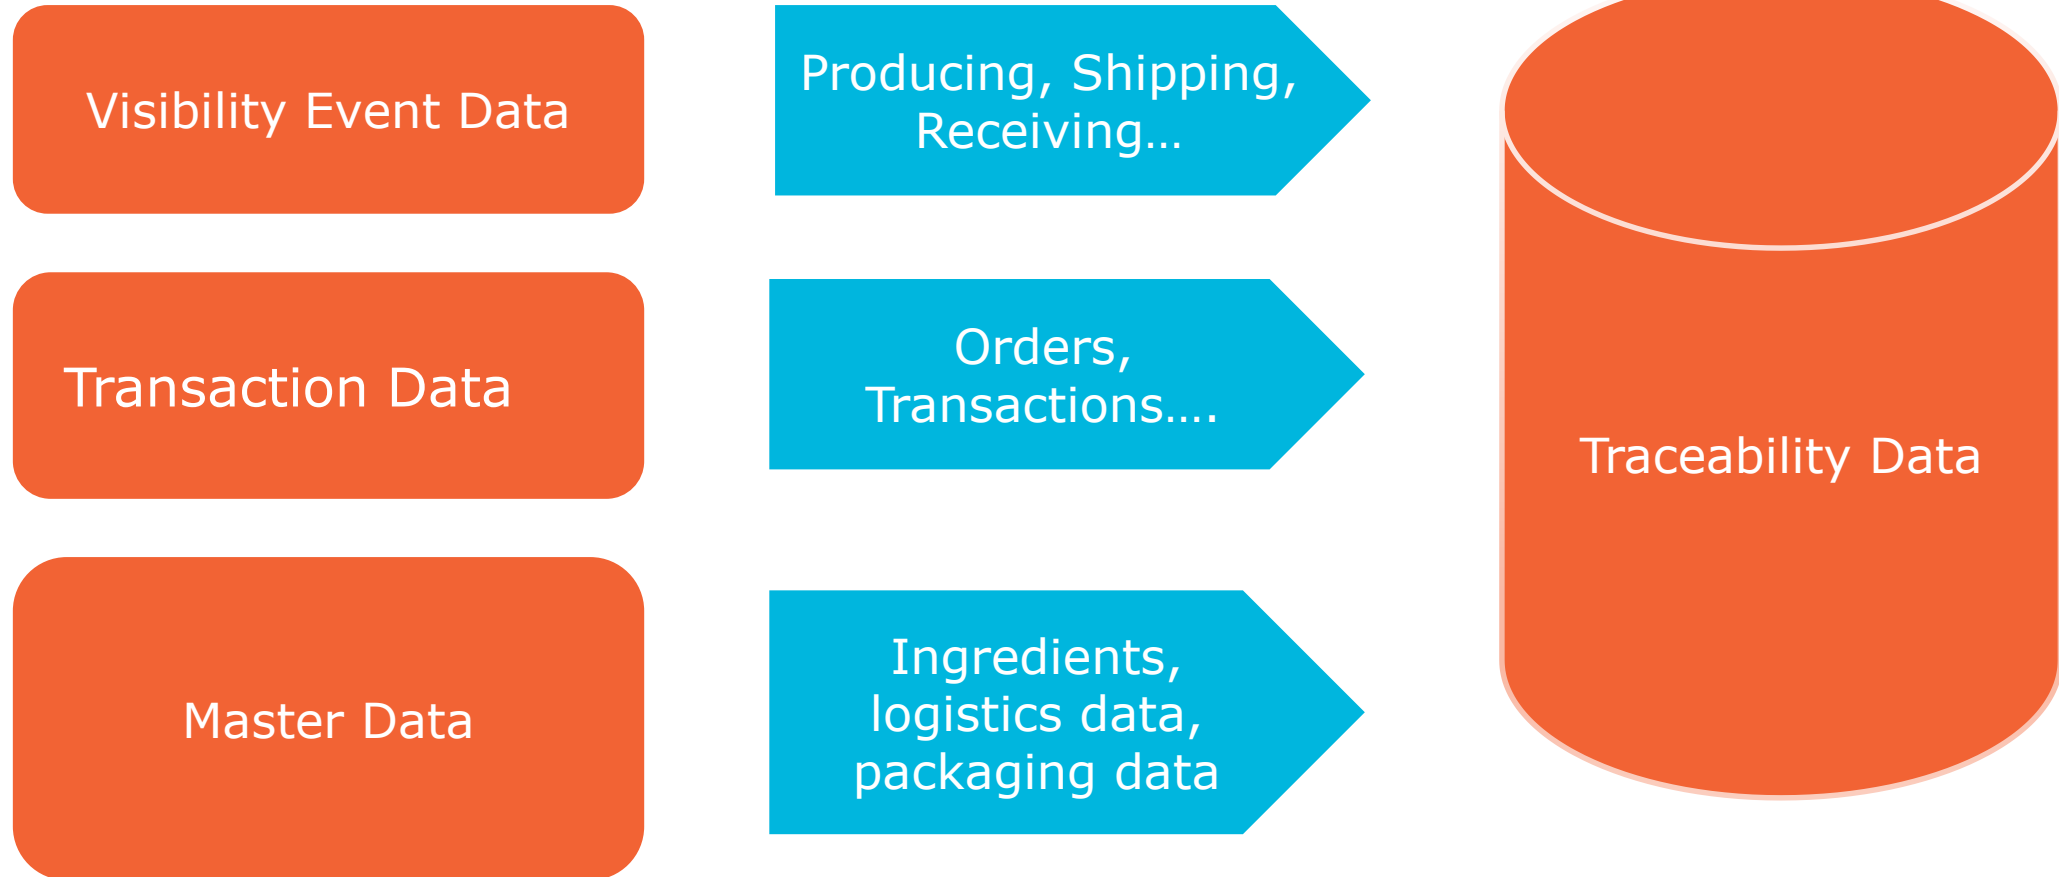 Visibility Event Data
Producing, Shipping,
Receiving…
Transaction Data
Orders,
Transactions….
Traceability Data
Master Data
Ingredients,
logistics data,
packaging data